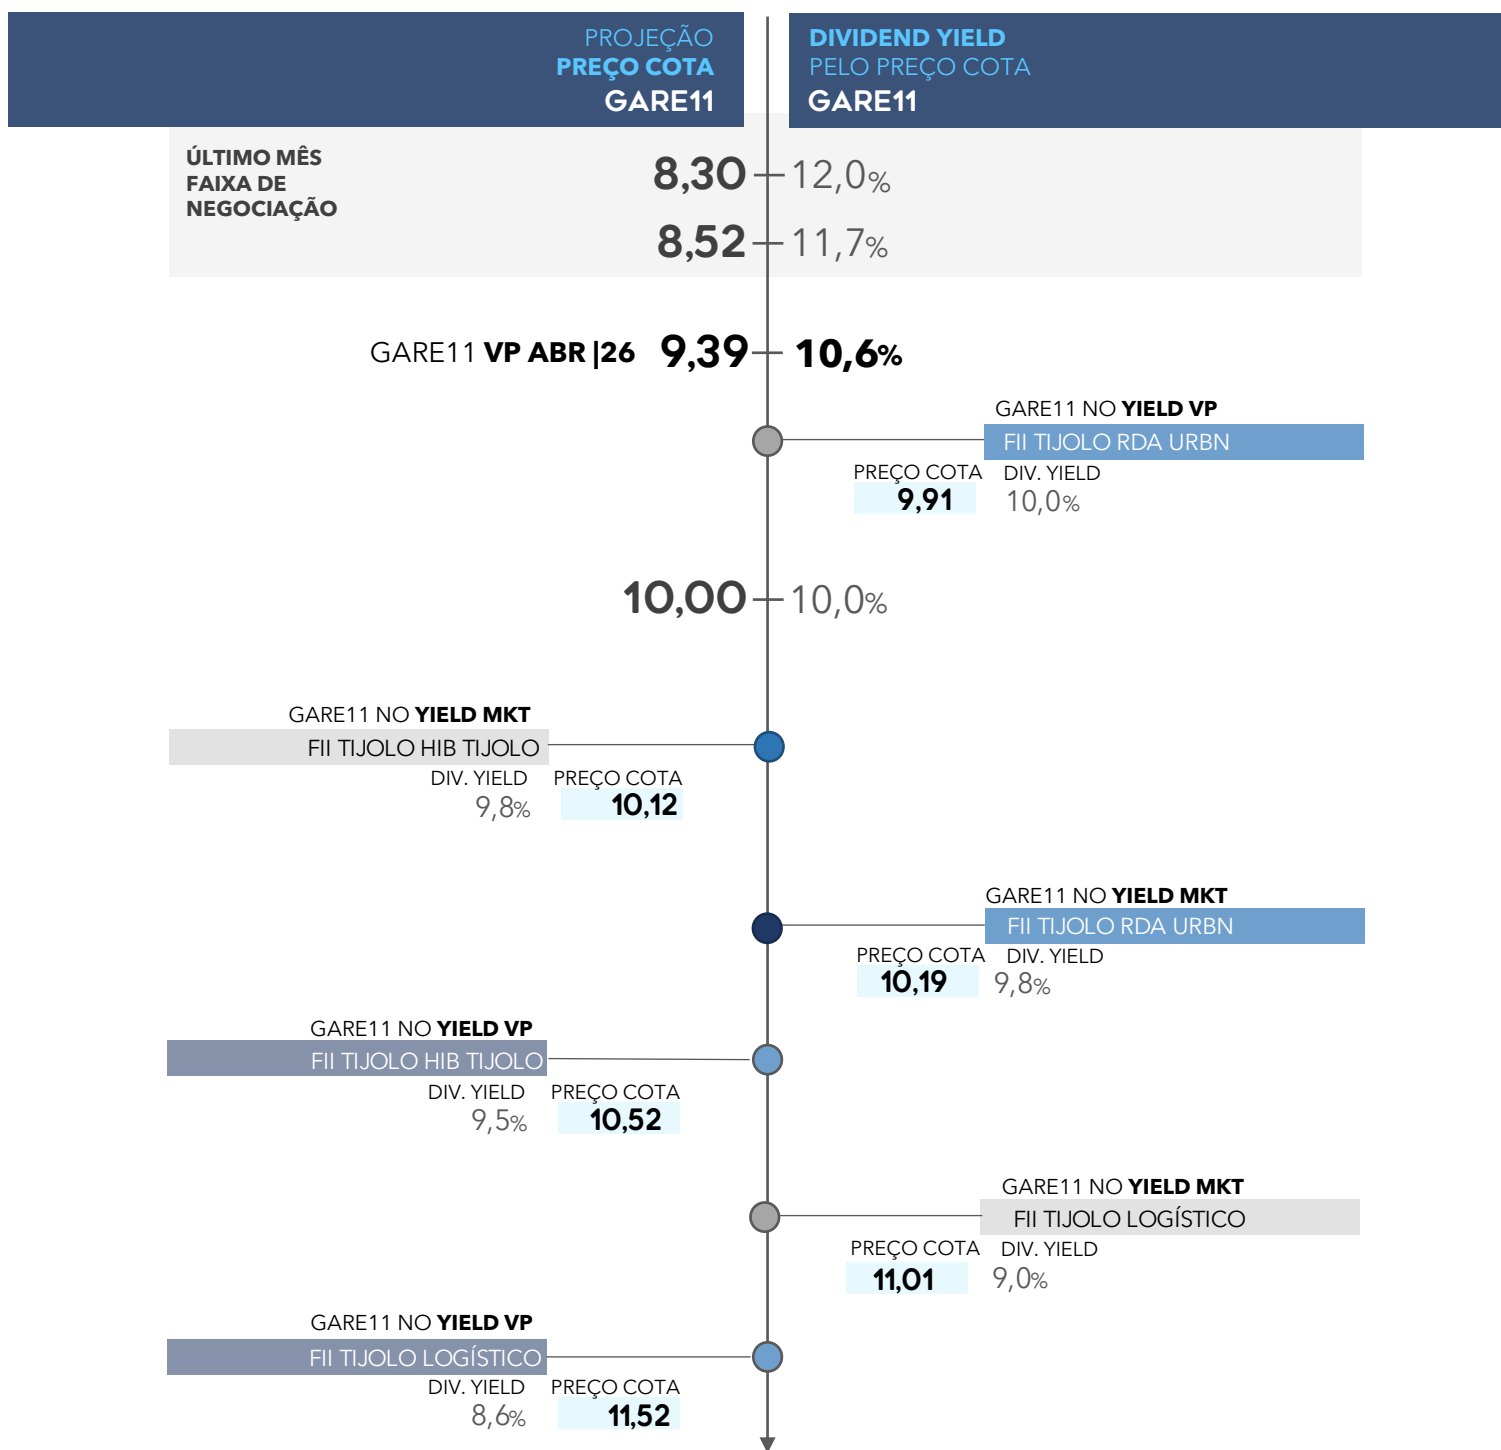 PROJEÇÃO
PREÇO COTA
GARE11
DIVIDEND YIELD
PELO PREÇO COTA
GARE11
ÚLTIMO MÊS
FAIXA DE
NEGOCIAÇÃO
8,30 12,0%
8,52 11,7%
GARE11 VP ABR |26 9,39 10,6%
GARE11 NO YIELD VP
FII TIJOLO RDA URBN
PREÇO COTA DIV. YIELD
9,91 10,0%
10,00 10,0%
GARE11 NO YIELD MKT
FII TIJOLO HIB TIJOLO
DIV. YIELD PREÇO COTA
9,8% 10,12
GARE11 NO YIELD MKT
FII TIJOLO RDA URBN
PREÇO COTA DIV. YIELD
10,19 9,8%
GARE11 NO YIELD VP
FII TIJOLO HIB TIJOLO
DIV. YIELD PREÇO COTA
9,5% 10,52
GARE11 NO YIELD MKT
FII TIJOLO LOGÍSTICO
PREÇO COTA DIV. YIELD
11,01 9,0%
GARE11 NO YIELD VP
FII TIJOLO LOGÍSTICO
DIV. YIELD PREÇO COTA
8,6% 11,52